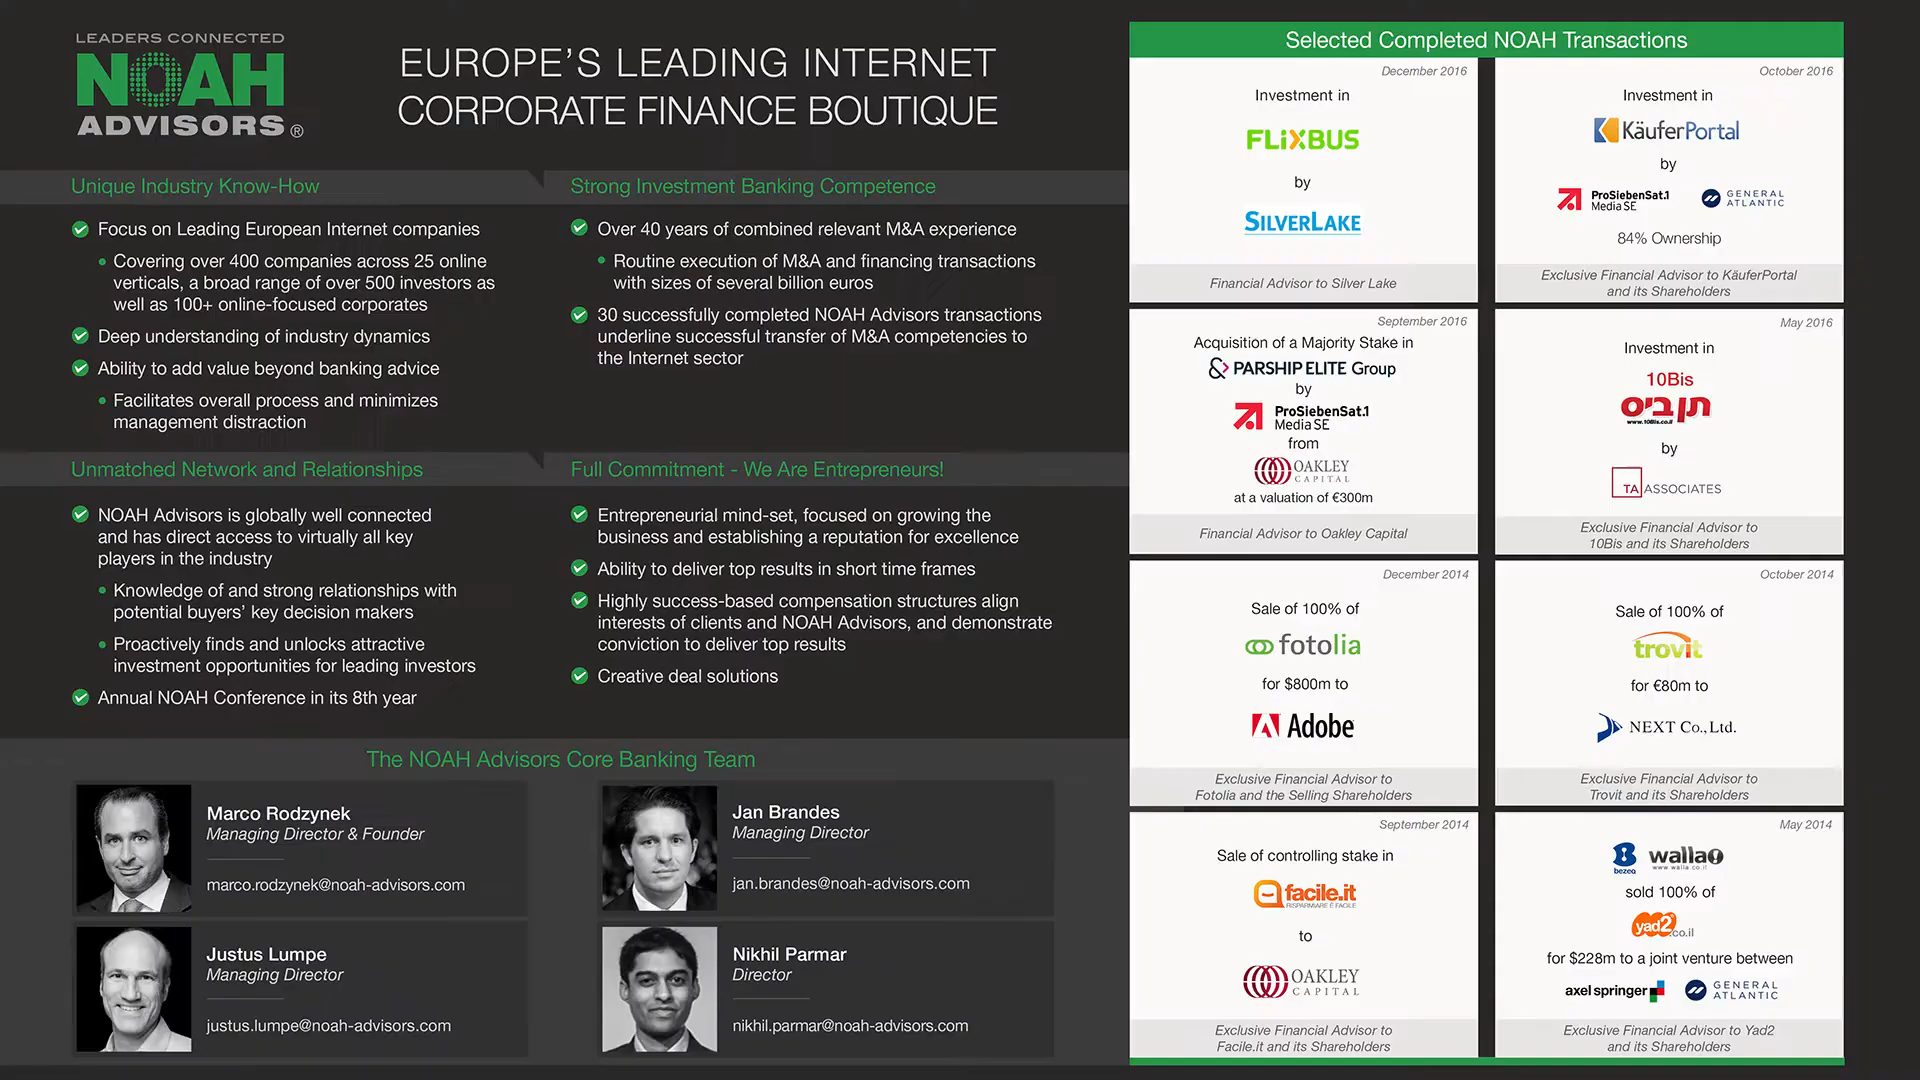 LEADERS CONNECTED
NOAH
ADVISORS®
EUROPE'S LEADING INTERNET
CORPORATE FINANCE BOUTIQUE
Unique Industry Know-How
Focus on Leading European Internet companies
Covering over 400 companies across 25 online
verticals, a broad range of over 500 investors as
well as 100+ online-focused corporates
Deep understanding of industry dynamics
Ability to add value beyond banking advice
Facilitates overall process and minimizes
management distraction
Strong Investment Banking Competence
Over 40 years of combined relevant M&A experience
Routine execution of M&A and financing transactions
with sizes of several billion euros
30 successfully completed NOAH Advisors transactions
underline successful transfer of M&A competencies to
the Internet sector
Unmatched Network and Relationships
NOAH Advisors is globally well connected
and has direct access to virtually all key
players in the industry
Knowledge of and strong relationships with
potential buyers' key decision makers
Proactively finds and unlocks attractive
investment opportunities for leading investors
Annual NOAH Conference in its 8th year
Full Commitment - We Are Entrepreneurs!
Entrepreneurial mind-set, focused on growing the
business and establishing a reputation for excellence
Ability to deliver top results in short time frames
Highly success-based compensation structures align
interests of clients and NOAH Advisors, and demonstrate
conviction to deliver top results
Creative deal solutions
The NOAH Advisors Core Banking Team
Marco Rodzynek
Managing Director & Founder
marco.rodzynek@noah-advisors.com
Jan Brandes
Managing Director
jan.brandes@noah-advisors.com
Justus Lumpe
Managing Director
justus.lumpe@noah-advisors.com
Nikhil Parmar
Director
nikhil.parmar@noah-advisors.com
Selected Completed NOAH Transactions
December 2016
Investment in
FLiXBUS
by
SILVERLAKE
Financial Advisor to Silver Lake
October 2016
Investment in
KäuferPortal
by
ProSiebenSat.1
Media SE
GENERAL
ATLANTIC
84% Ownership
Exclusive Financial Advisor to KäuferPortal
and its Shareholders
September 2016
Acquisition of a Majority Stake in
PARSHIP ELITE Group
by
ProSiebenSat.1
Media SE
from
OAKLEY
CAPITAL
at a valuation of €300m
Financial Advisor to Oakley Capital
May 2016
Investment in
10Bis
תן ביס
www.10Bis.co.il
by
TA ASSOCIATES
Exclusive Financial Advisor to
10Bis and its Shareholders
December 2014
Sale of 100% of
fotolia
for $800m to
Adobe
Exclusive Financial Advisor to
Fotolia and the Selling Shareholders
October 2014
Sale of 100% of
trovit
for €80m to
NEXT Co., Ltd.
Exclusive Financial Advisor to
Trovit and its Shareholders
September 2014
Sale of controlling stake in
facile.it
RISPARMIARE È FACILE
to
OAKLEY
CAPITAL
Exclusive Financial Advisor to
Facile.it and its Shareholders
May 2014
bezeq
walla!
www.walla.co.il
sold 100% of
yad2.co.il
for $228m to a joint venture between
axel springer
GENERAL
ATLANTIC
Exclusive Financial Advisor to Yad2
and its Shareholders